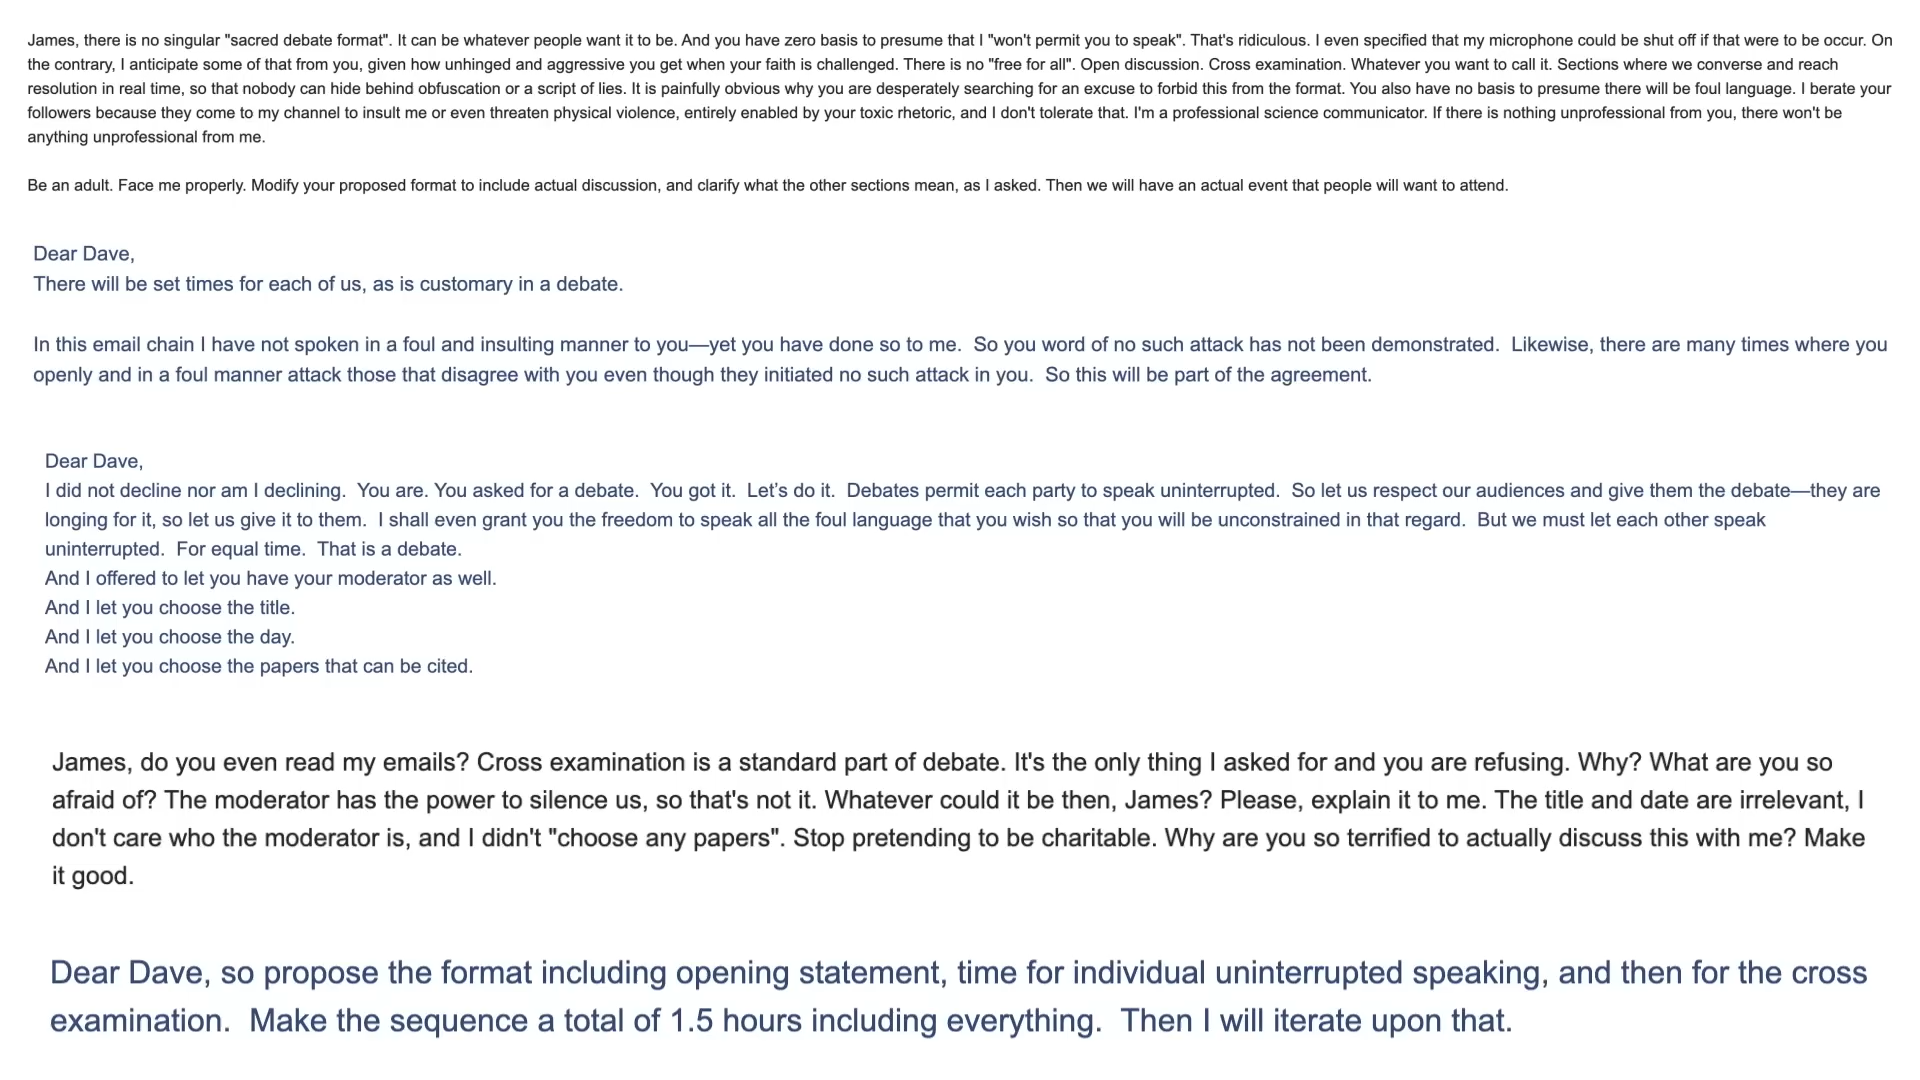 James, there is no singular "sacred debate format". It can be whatever people want it to be. And you have zero basis to presume that I "won't permit you to speak". That's ridiculous. I even specified that my microphone could be shut off if that were to be occur. On
the contrary, I anticipate some of that from you, given how unhinged and aggressive you get when your faith is challenged. There is no "free for all". Open discussion. Cross examination. Whatever you want to call it. Sections where we converse and reach
resolution in real time, so that nobody can hide behind obfuscation or a script of lies. It is painfully obvious why you are desperately searching for an excuse to forbid this from the format. You also have no basis to presume there will be foul language. I berate your
followers because they come to my channel to insult me or even threaten physical violence, entirely enabled by your toxic rhetoric, and I don't tolerate that. I'm a professional science communicator. If there is nothing unprofessional from you, there won't be
anything unprofessional from me.
Be an adult. Face me properly. Modify your proposed format to include actual discussion, and clarify what the other sections mean, as I asked. Then we will have an actual event that people will want to attend.
Dear Dave,
There will be set times for each of us, as is customary in a debate.
In this email chain I have not spoken in a foul and insulting manner to you—yet you have done so to me.  So you word of no such attack has not been demonstrated.  Likewise, there are many times where you
openly and in a foul manner attack those that disagree with you even though they initiated no such attack in you.  So this will be part of the agreement.
Dear Dave,
I did not decline nor am I declining.  You are. You asked for a debate.  You got it.  Let’s do it.  Debates permit each party to speak uninterrupted.  So let us respect our audiences and give them the debate—they are
longing for it, so let us give it to them.  I shall even grant you the freedom to speak all the foul language that you wish so that you will be unconstrained in that regard.  But we must let each other speak
uninterrupted.  For equal time.  That is a debate.
And I offered to let you have your moderator as well.
And I let you choose the title.
And I let you choose the day.
And I let you choose the papers that can be cited.
James, do you even read my emails? Cross examination is a standard part of debate. It's the only thing I asked for and you are refusing. Why? What are you so
afraid of? The moderator has the power to silence us, so that's not it. Whatever could it be then, James? Please, explain it to me. The title and date are irrelevant, I
don't care who the moderator is, and I didn't "choose any papers". Stop pretending to be charitable. Why are you so terrified to actually discuss this with me? Make
it good.
Dear Dave, so propose the format including opening statement, time for individual uninterrupted speaking, and then for the cross
examination.  Make the sequence a total of 1.5 hours including everything.  Then I will iterate upon that.